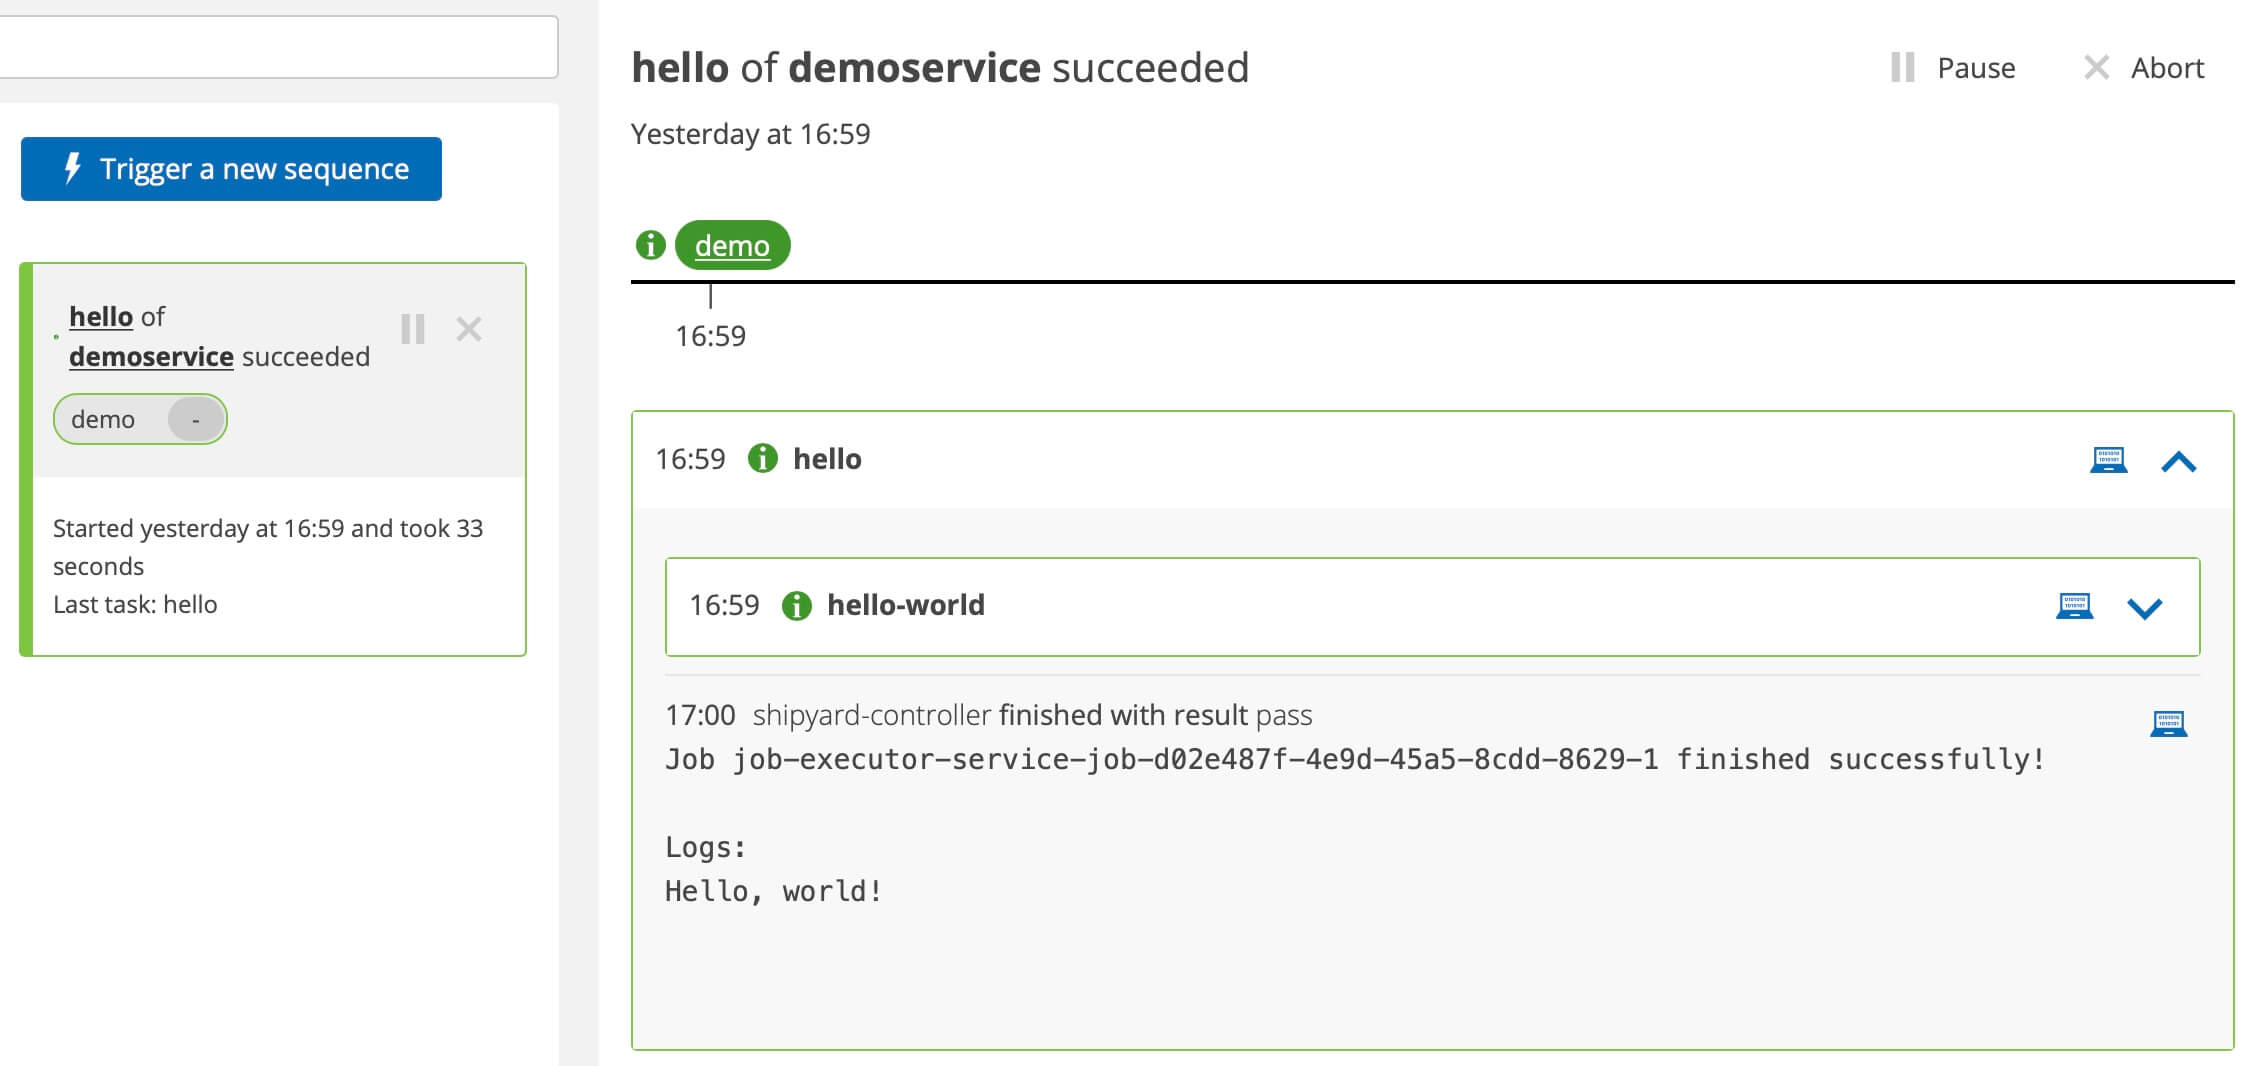 Trigger a new sequence
hello of
demoservice succeeded
demo -
Started yesterday at 16:59 and took 33
seconds
Last task: hello
hello of demoservice succeeded
Pause Abort
Yesterday at 16:59
demo
16:59
16:59 hello
16:59 hello-world
17:00 shipyard-controller finished with result pass
Job job-executor-service-job-d02e487f-4e9d-45a5-8cdd-8629-1 finished successfully!
Logs:
Hello, world!